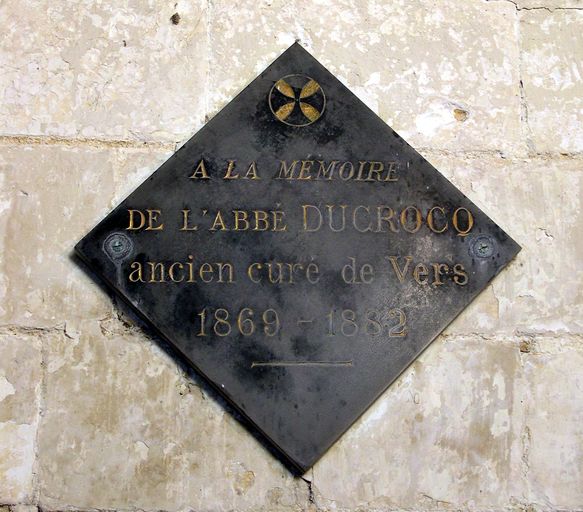 A LA MÉMOIRE
DE L'ABBÉ DUCROCQ
ancien curé de Vers
1869 - 1882